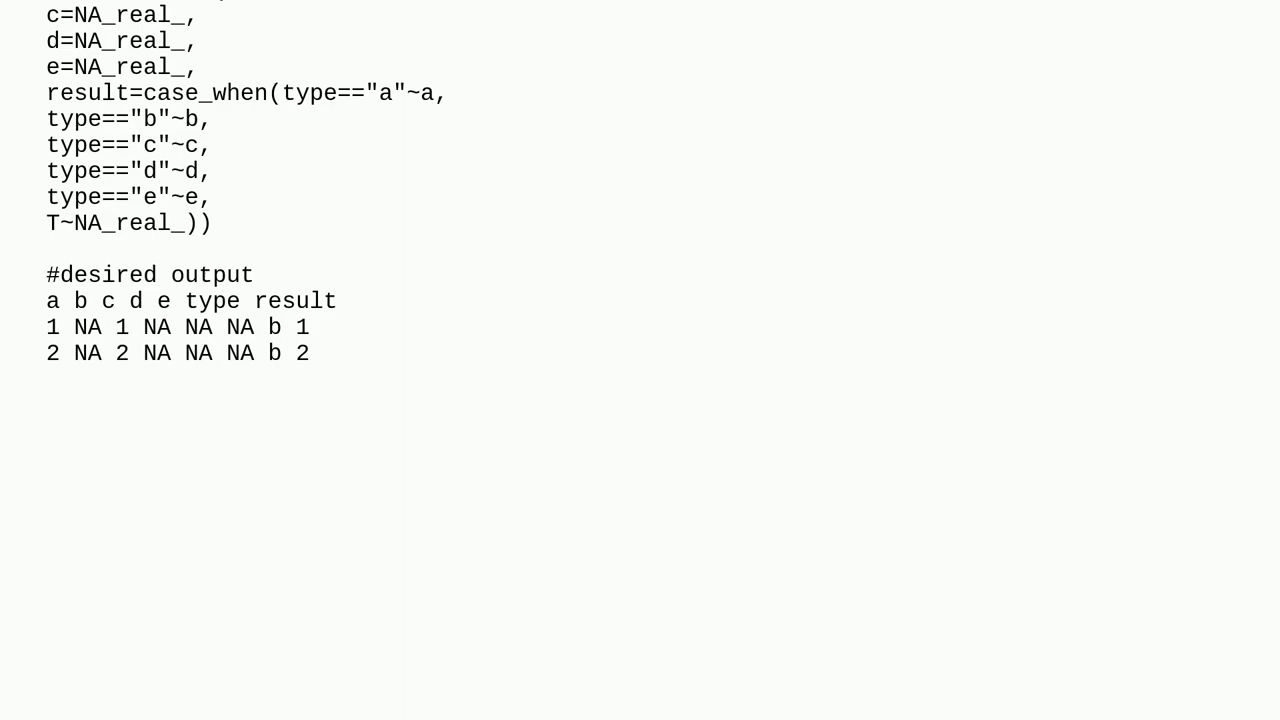 c=NA_real_,
d=NA_real_,
e=NA_real_,
result=case_when(type=="a"~a,
type=="b"~b,
type=="c"~c,
type=="d"~d,
type=="e"~e,
T~NA_real_))
#desired output
a b c d e type result
1 NA 1 NA NA NA b 1
2 NA 2 NA NA NA b 2